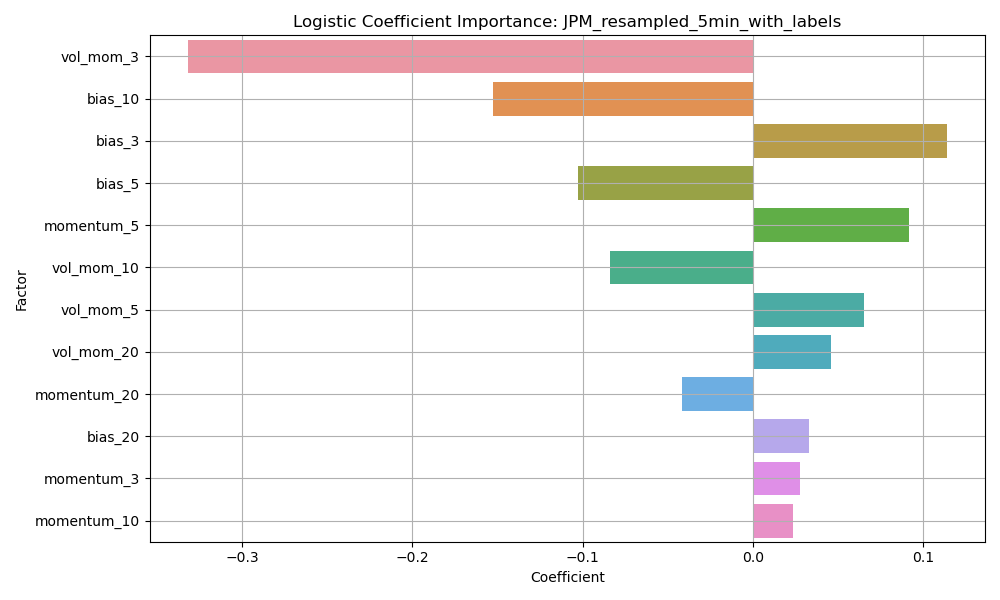 Logistic Coefficient Importance: JPM_resampled_5min_with_labels
vol_mom_3
bias_10
bias_3
bias_5
momentum_5
vol_mom_10
vol_mom_5
vol_mom_20
momentum_20
bias_20
momentum_3
momentum_10
Factor
−0.3 −0.2 −0.1 0.0 0.1
Coefficient